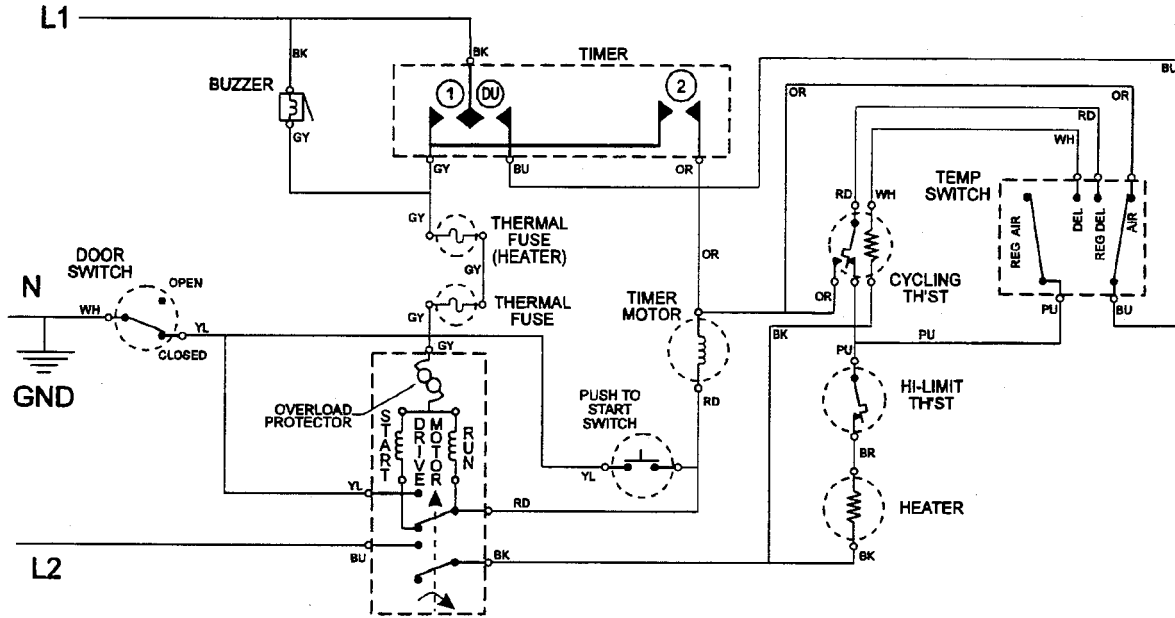 L1
BK
BK
TIMER
BU
BUZZER
1
DU
2
OR
OR
RD
WH
GY
GY
BU
OR
TEMP
SWITCH
RD
WH
GY
THERMAL
FUSE
(HEATER)
REG AIR
DEL
REG DEL
AIR
DOOR
SWITCH
OPEN
N
OR
GY
CYCLING
TH'ST
WH
YL
CLOSED
GY
THERMAL
FUSE
TIMER
MOTOR
OR
PU
BU
BK
PU
GY
PU
GND
OVERLOAD
PROTECTOR
PUSH TO
START
SWITCH
RD
HI-LIMIT
TH'ST
START
DRIVE
MOTOR
RUN
BR
YL
YL
RD
HEATER
L2
BU
BK
BK